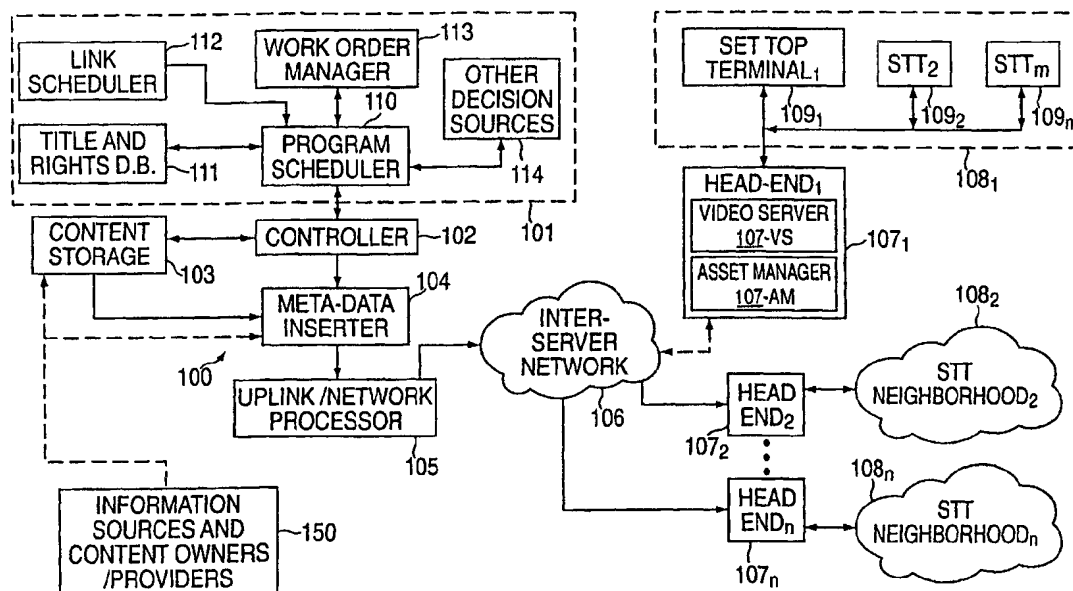 112
LINK
SCHEDULER
WORK ORDER
MANAGER
113
110
OTHER
DECISION
SOURCES
114
TITLE AND
RIGHTS D.B.
111
PROGRAM
SCHEDULER
101
CONTENT
STORAGE
103
CONTROLLER
102
104
META-DATA
INSERTER
100
UPLINK/NETWORK
PROCESSOR
105
INFORMATION
SOURCES AND
CONTENT OWNERS
/PROVIDERS
150
INTER-
SERVER
NETWORK
106
SET TOP
TERMINAL1
1091
STT2
1092
STTm
109n
1081
HEAD-END1
VIDEO SERVER
107-VS
ASSET MANAGER
107-AM
1071
HEAD
END2
1072
1082
STT
NEIGHBORHOOD2
HEAD
ENDn
107n
108n
STT
NEIGHBORHOODn